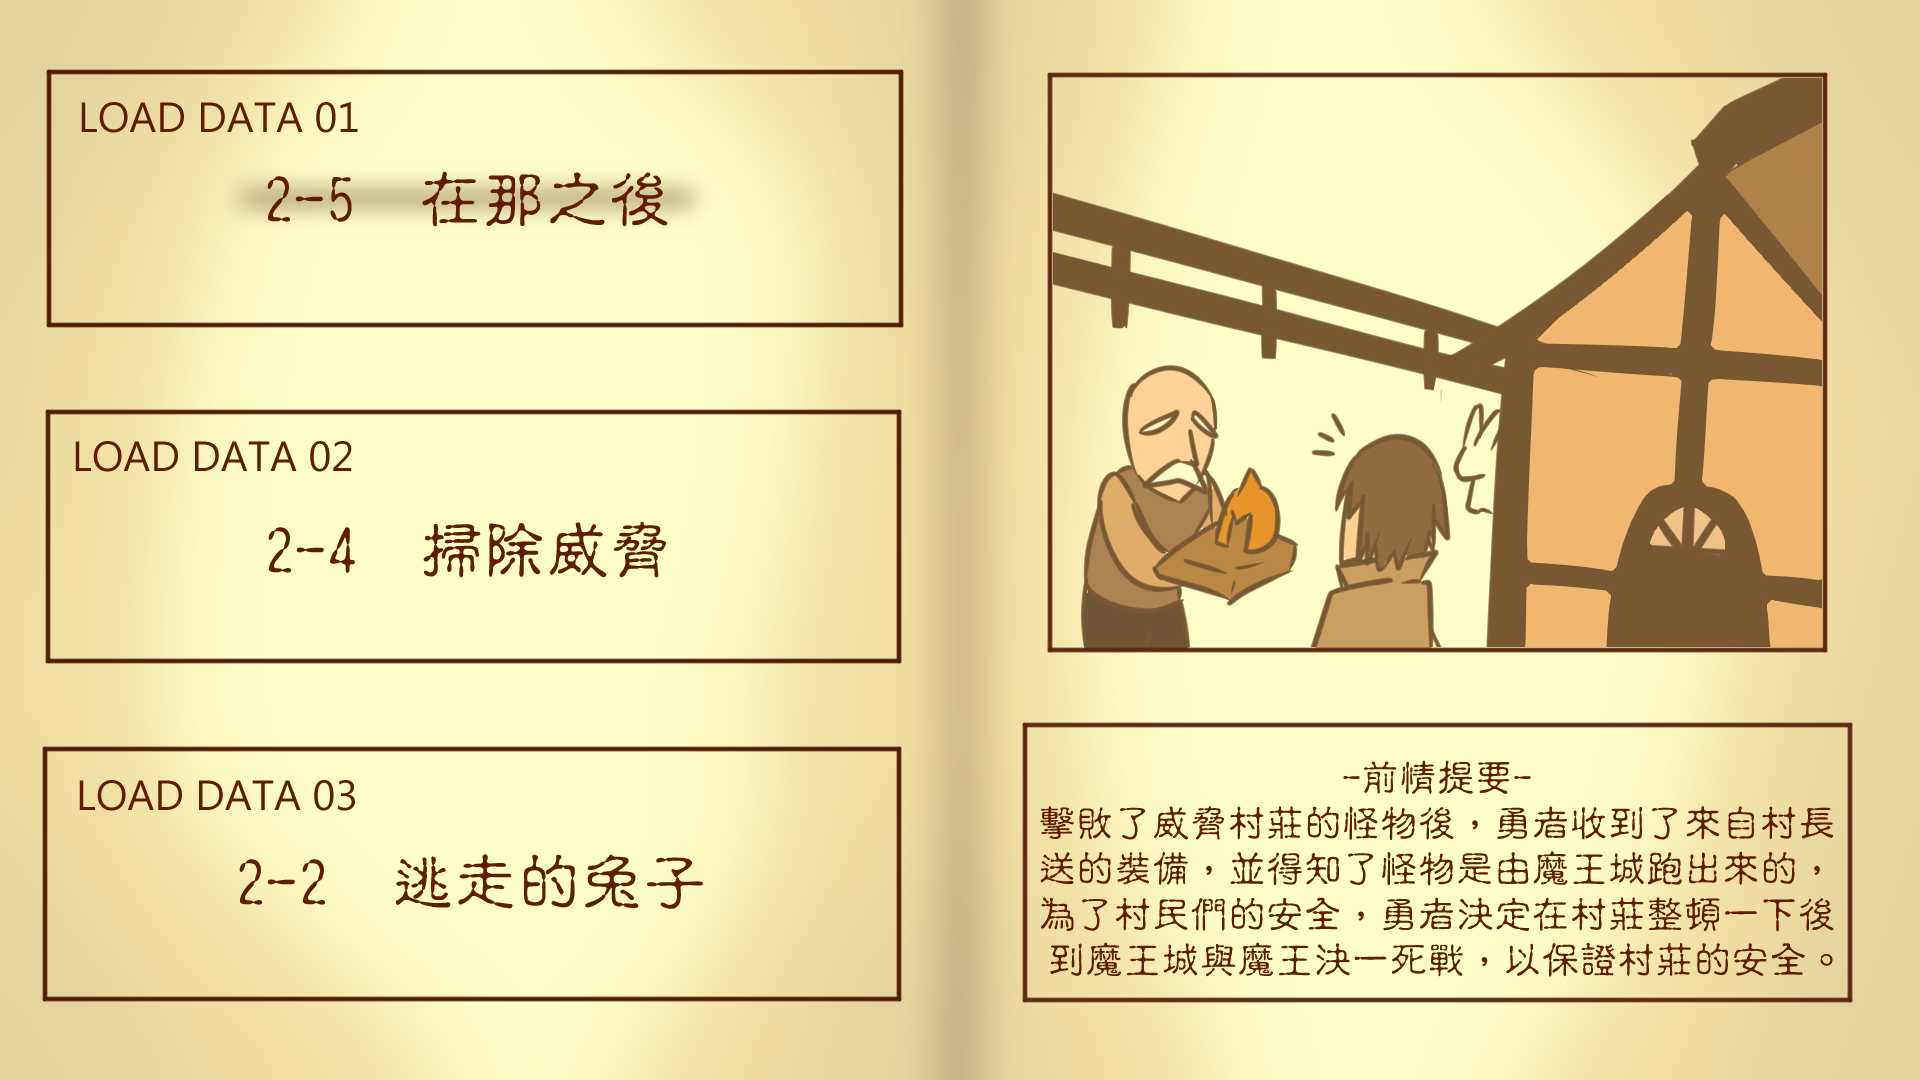 LOAD DATA 01
2-5 在那之後
LOAD DATA 02
2-4 掃除威脅
LOAD DATA 03
2-2 逃走的兔子
-前情提要-
擊敗了威脅村莊的怪物後，勇者收到了來自村長
送的裝備，並得知了怪物是由魔王城跑出來的，
為了村民們的安全，勇者決定在村莊整頓一下後
到魔王城與魔王決一死戰，以保證村莊的安全。